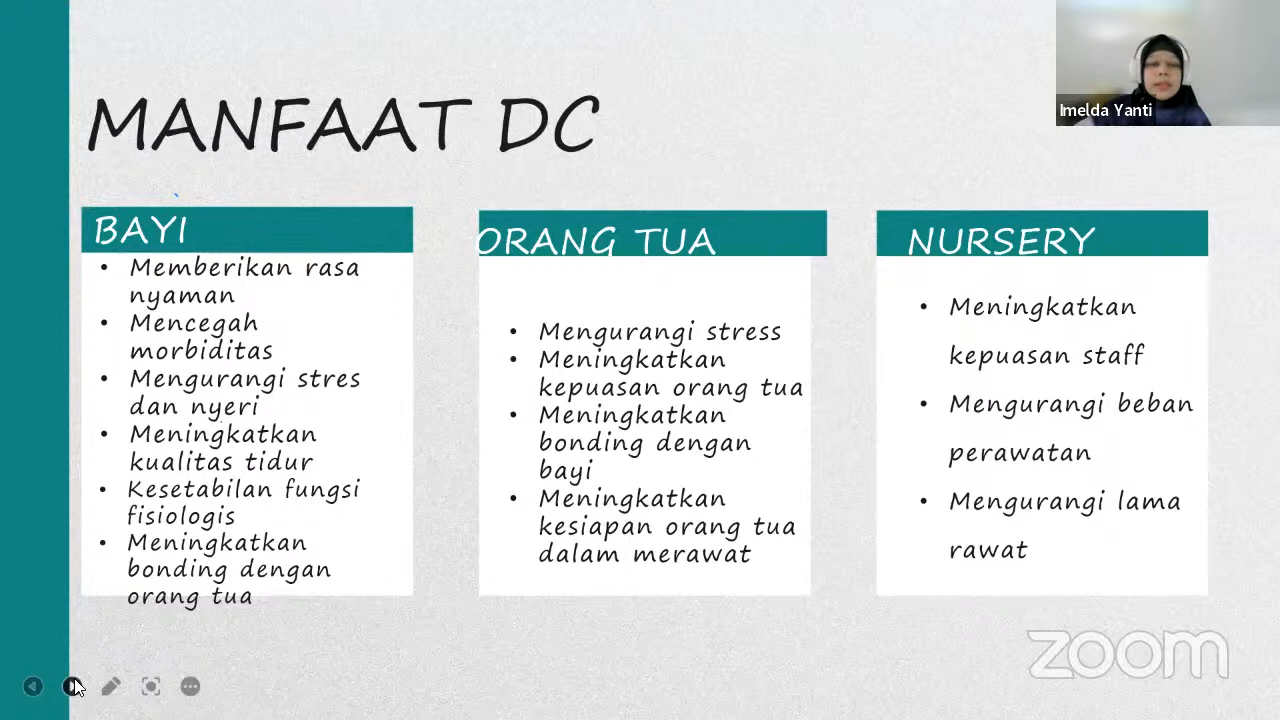 MANFAAT DC
Imelda Yanti
BAYI
• Memberikan rasa
nyaman
• Mencegah
morbiditas
• Mengurangi stres
dan nyeri
• Meningkatkan
kualitas tidur
• Kesetabilan fungsi
fisiologis
• Meningkatkan
bonding dengan
orang tua
ORANG TUA
• Mengurangi stress
• Meningkatkan
kepuasan orang tua
• Meningkatkan
bonding dengan
bayi
• Meningkatkan
kesiapan orang tua
dalam merawat
NURSERY
• Meningkatkan
kepuasan staff
• Mengurangi beban
perawatan
• Mengurangi lama
rawat
zoom